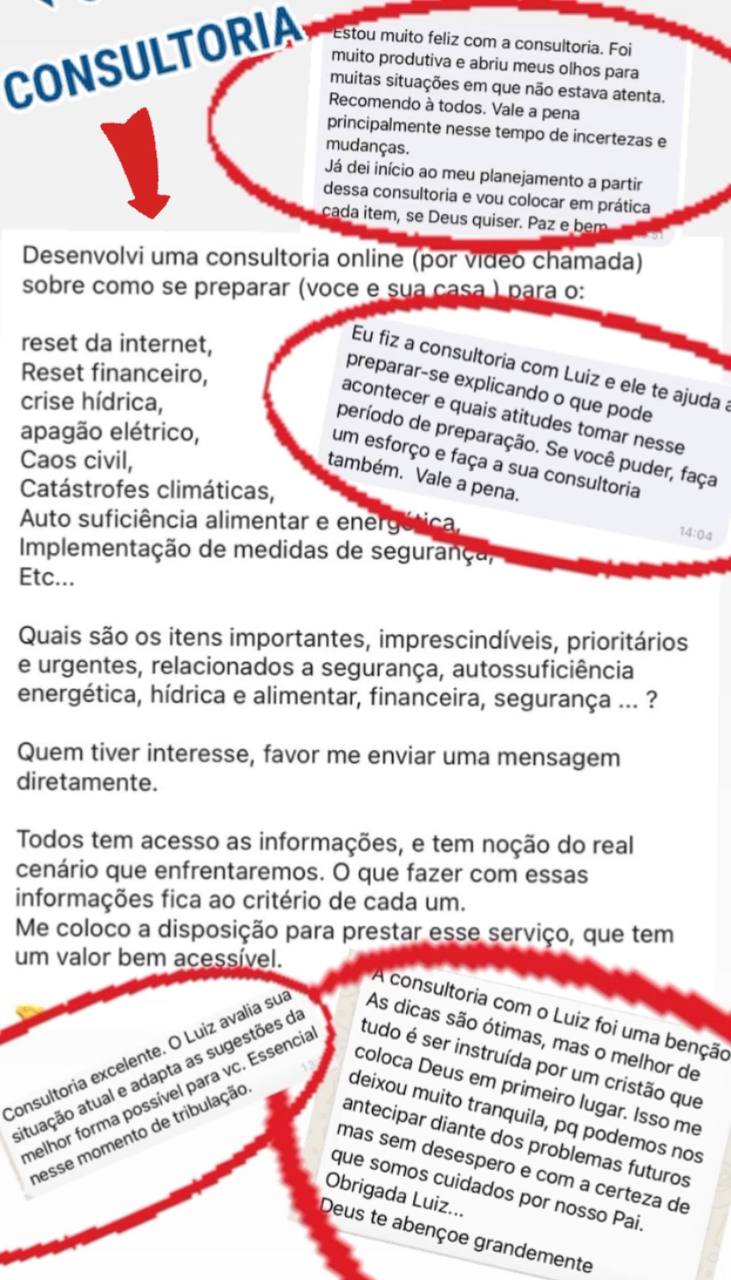 CONSULTORIA
Estou muito feliz com a consultoria. Foi
muito produtiva e abriu meus olhos para
muitas situações em que não estava atenta.
Recomendo à todos. Vale a pena
principalmente nesse tempo de incertezas e
mudanças.
Já dei início ao meu planejamento a partir
dessa consultoria e vou colocar em prática
cada item, se Deus quiser. Paz e bem
Desenvolvi uma consultoria online (por vídeo chamada)
sobre como se preparar (voce e sua casa ) para o:
reset da internet,
Reset financeiro,
crise hídrica,
apagão elétrico,
Caos civil,
Catástrofes climáticas,
Auto suficiência alimentar e energética,
Implementação de medidas de segurança,
Etc...
Eu fiz a consultoria com Luiz e ele te ajuda a
preparar-se explicando o que pode
acontecer e quais atitudes tomar nesse
período de preparação. Se você puder, faça
um esforço e faça a sua consultoria
também. Vale a pena.
14:04
Quais são os itens importantes, imprescindíveis, prioritários
e urgentes, relacionados a segurança, autossuficiência
energética, hídrica e alimentar, financeira, segurança ... ?
Quem tiver interesse, favor me enviar uma mensagem
diretamente.
Todos tem acesso as informações, e tem noção do real
cenário que enfrentaremos. O que fazer com essas
informações fica ao critério de cada um.
Me coloco a disposição para prestar esse serviço, que tem
um valor bem acessível.
Consultoria excelente. O Luiz avalia sua
situação atual e adapta as sugestões da
melhor forma possível para vc. Essencial
nesse momento de tribulação.
A consultoria com o Luiz foi uma benção
As dicas são ótimas, mas o melhor de
tudo é ser instruída por um cristão que
coloca Deus em primeiro lugar. Isso me
deixou muito tranquila, pq podemos nos
antecipar diante dos problemas futuros
mas sem desespero e com a certeza de
que somos cuidados por nosso Pai.
Obrigada Luiz...
Deus te abençoe grandemente